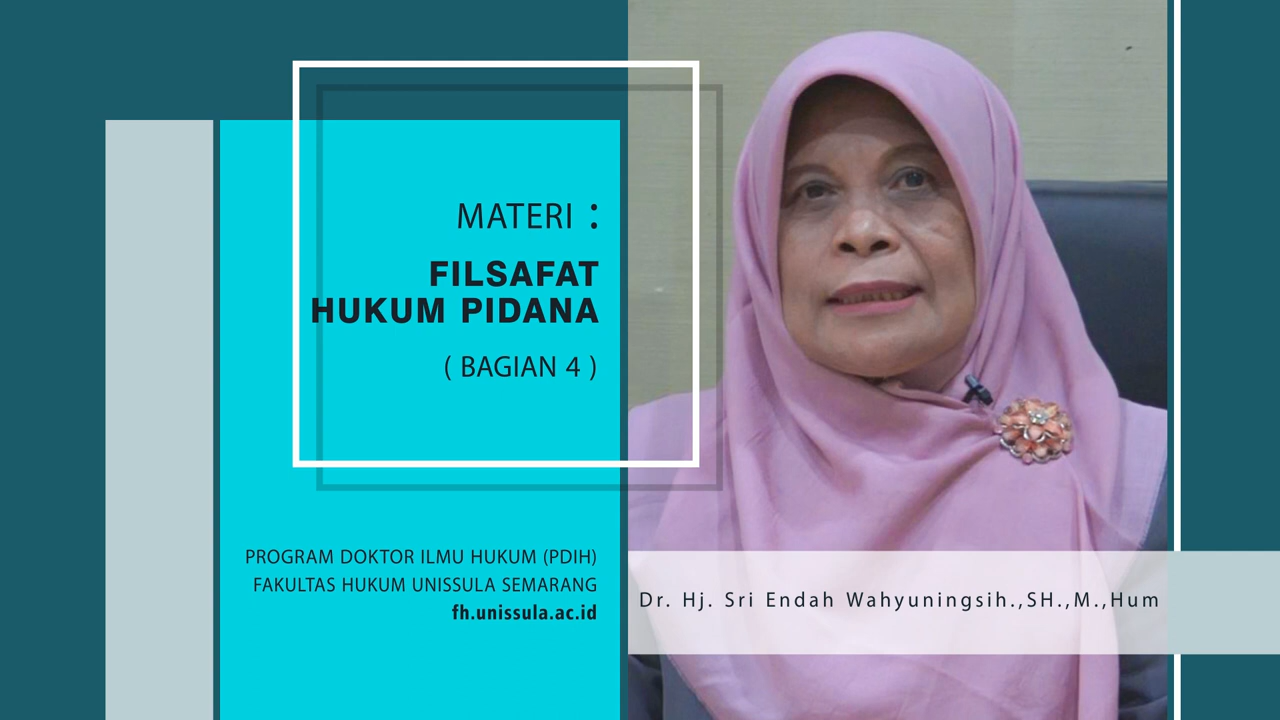 MATERI :
FILSAFAT
HUKUM PIDANA
( BAGIAN 4 )
PROGRAM DOKTOR ILMU HUKUM (PDIH)
FAKULTAS HUKUM UNISSULA SEMARANG
fh.unissula.ac.id
Dr. Hj. Sri Endah Wahyuningsih.,SH.,M.,Hum